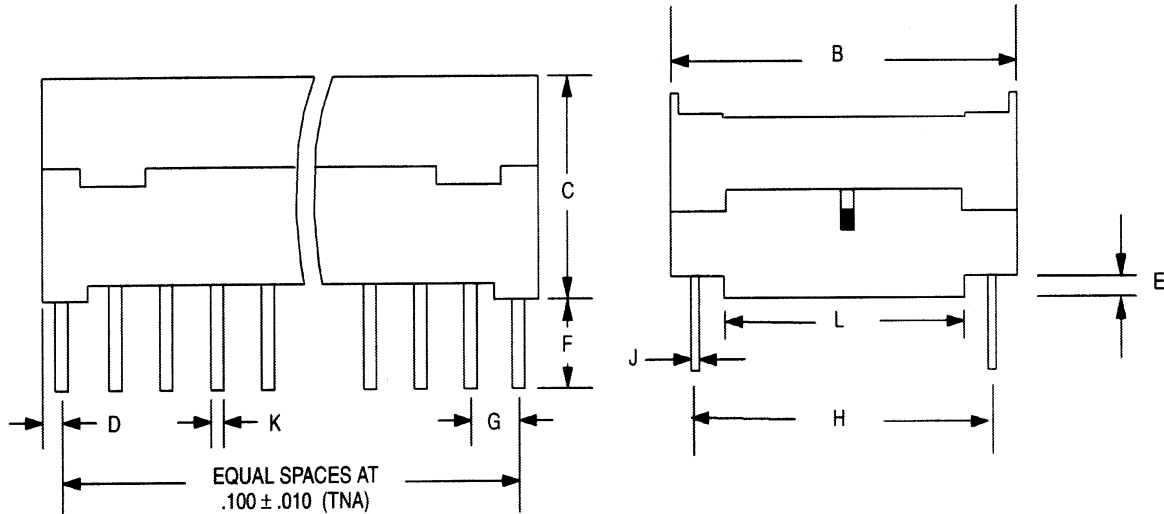 B
C
E
L
F
J
D
K
G
H
EQUAL SPACES AT
.100 ± .010 (TNA)